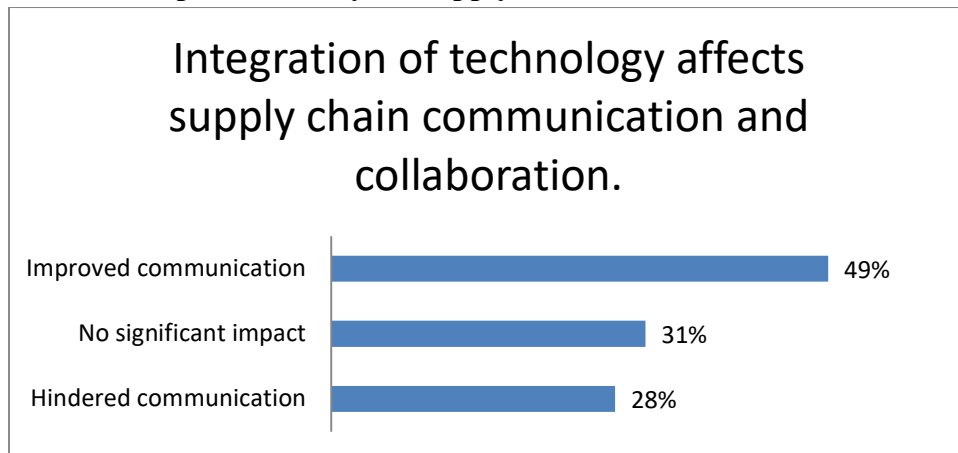 Integration of technology affects
supply chain communication and
collaboration.
Improved communication 49%
No significant impact 31%
Hindered communication 28%